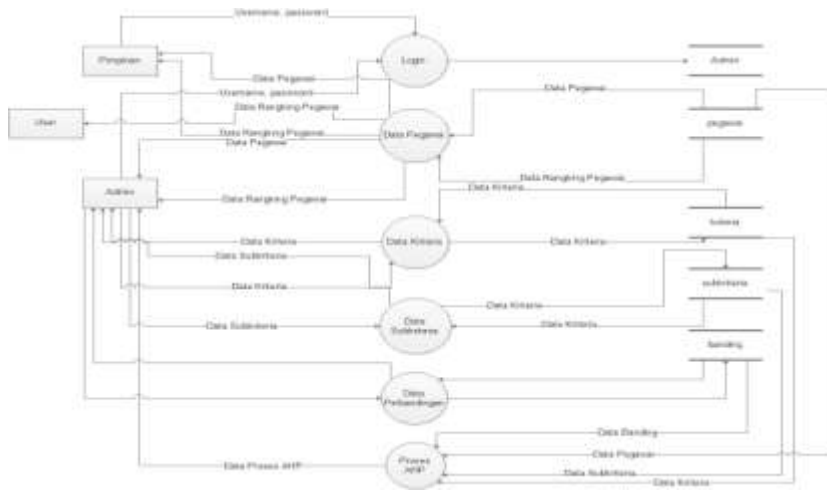 Username, password
Pimpinan
Login
Admin
Data Pegawai
Username, password
Data Pegawai
Data Rangking Pegawai
User
Data Pegawai
pegawai
Data Rangking Pegawai
Data Pegawai
Data Rangking Pegawai
Data Kriteria
Admin
Data Rangking Pegawai
kriteria
Data Kriteria
Data Kriteria
Data Kriteria
Data Subkriteria
subkriteria
Data Kriteria
Data Kriteria
Data Subkriteria
Data Subkriteria
Data Kriteria
banding
Data Perbandingan
Data Banding
Data Pegawai
Data Proses AHP
Proses AHP
Data Subkriteria
Data Kriteria